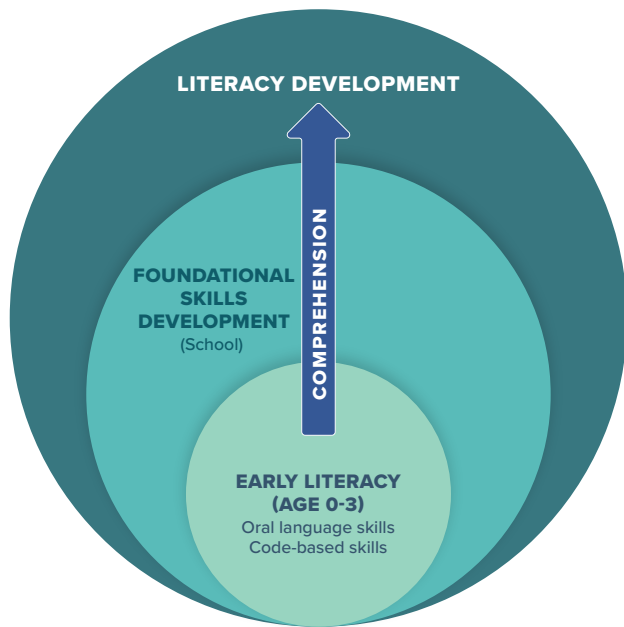 LITERACY DEVELOPMENT
COMPREHENSION
FOUNDATIONAL
SKILLS
DEVELOPMENT
(School)
EARLY LITERACY
(AGE 0-3)
Oral language skills
Code-based skills